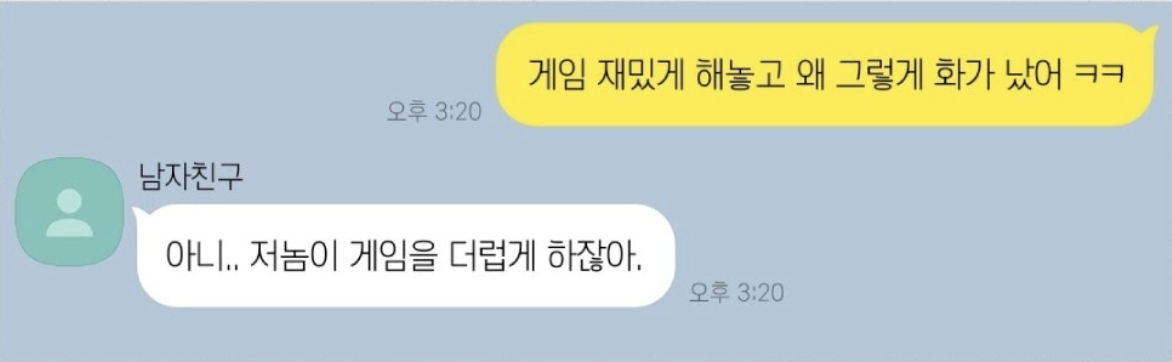 게임 재밌게 해놓고 왜 그렇게 화가 났어 ㅋㅋ
오후 3:20
남자친구
아니.. 저놈이 게임을 더럽게 하잖아.
오후 3:20